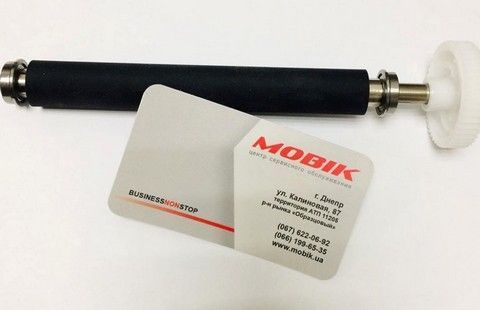 MOBIK
центр сервисного обслуживания
г. Днепр
ул. Калиновая, 87
территория АТП 11205
р-н рынка «Образцовый»
(067) 622-06-92
(066) 199-65-35
www.mobik.ua
BUSINESSNONSTOP